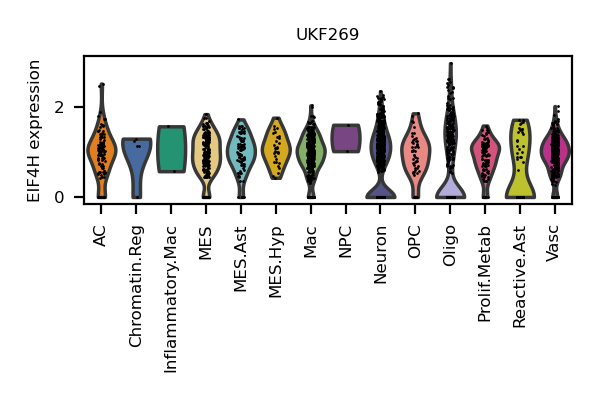 UKF269
EIF4H expression
2
0
AC
Chromatin.Reg
Inflammatory.Mac
MES
MES.Ast
MES.Hyp
Mac
NPC
Neuron
OPC
Oligo
Prolif.Metab
Reactive.Ast
Vasc